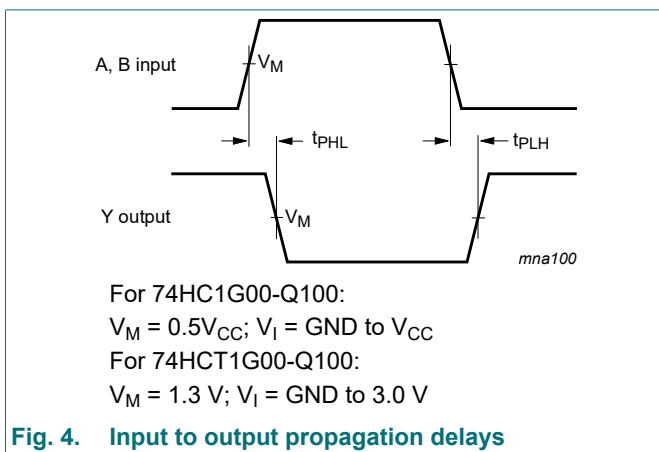 A, B input
VM
tPHL
tPLH
Y output
VM
mna100
For 74HC1G00-Q100:
VM = 0.5VCC; VI = GND to VCC
For 74HCT1G00-Q100:
VM = 1.3 V; VI = GND to 3.0 V
Fig. 4. Input to output propagation delays